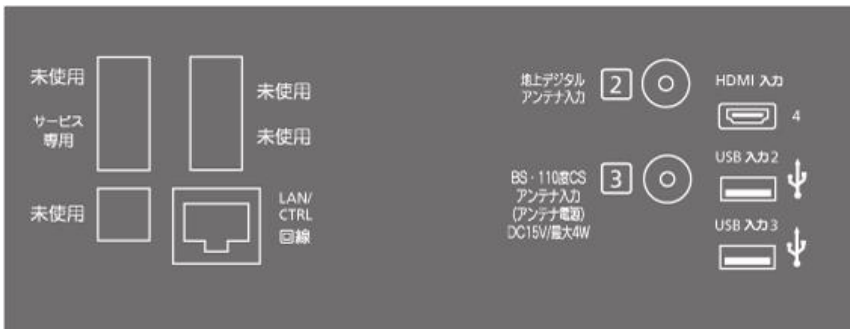 未使用
サービス
専用
未使用
未使用
未使用
LAN/
CTRL
回線
地上デジタル
アンテナ入力
2
BS・110度CS
アンテナ入力
(アンテナ電源)
DC15V/最大4W
3
HDMI 入力
4
USB 入力2
USB 入力3